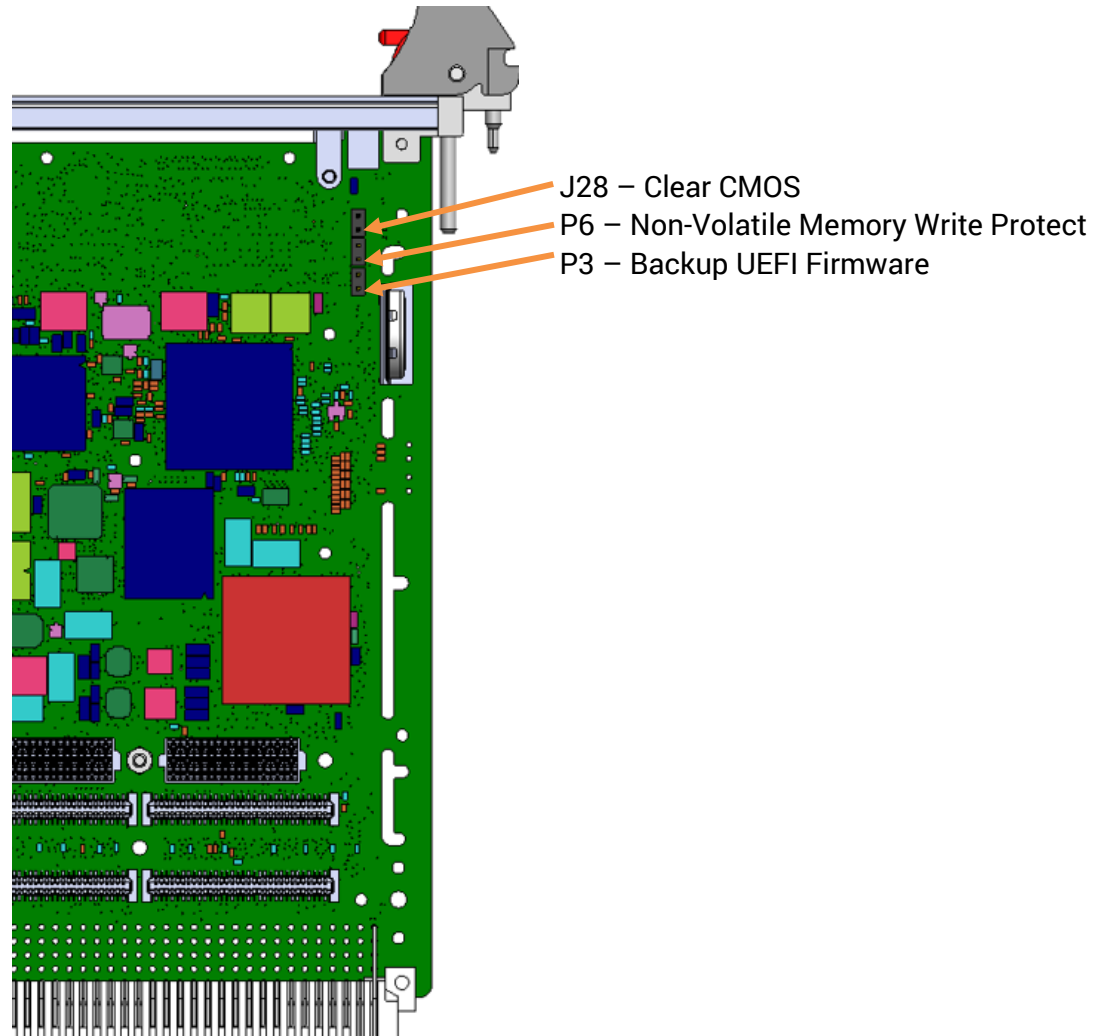 J28 – Clear CMOS
P6 – Non-Volatile Memory Write Protect
P3 – Backup UEFI Firmware